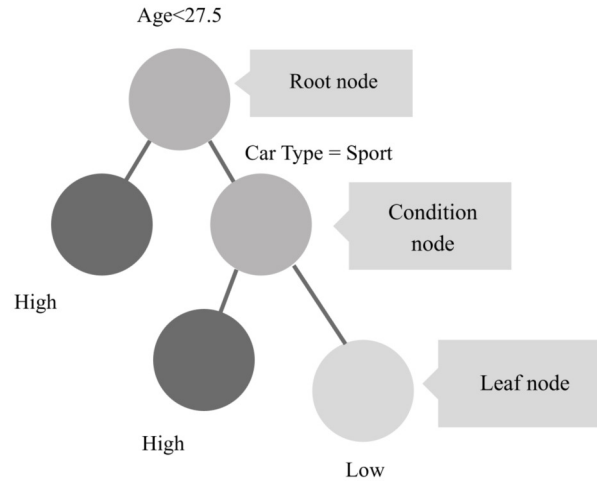 Age<27.5
Root node
Car Type = Sport
Condition
node
High
Leaf node
High
Low